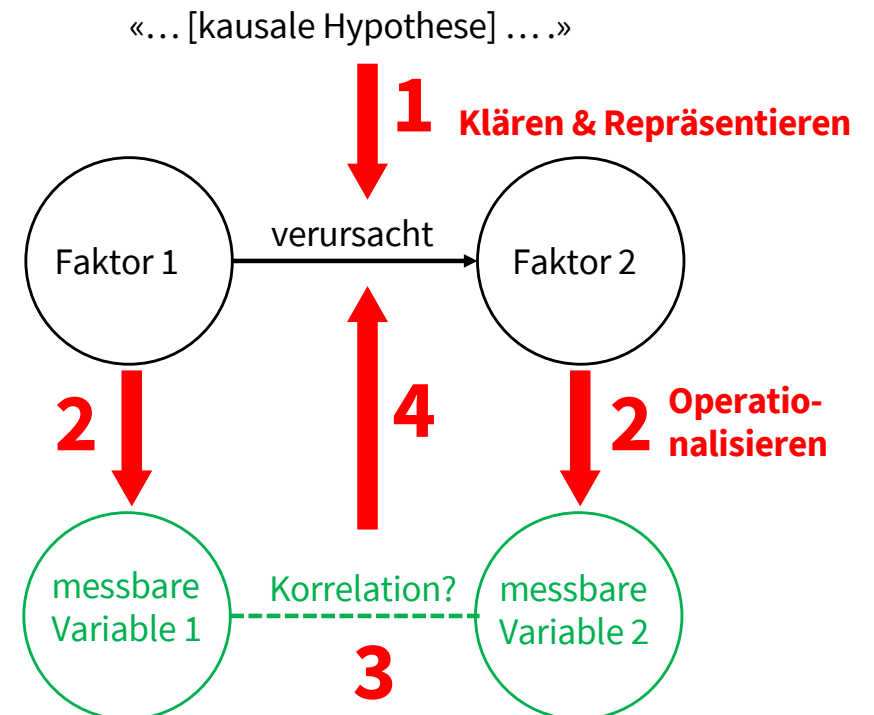 «… [kausale Hypothese] … .»
1 Klären & Repräsentieren
verursacht
Faktor 1
Faktor 2
2
4
2
Operatio-
nalisieren
messbare
Variable 1
Korrelation?
messbare
Variable 2
3